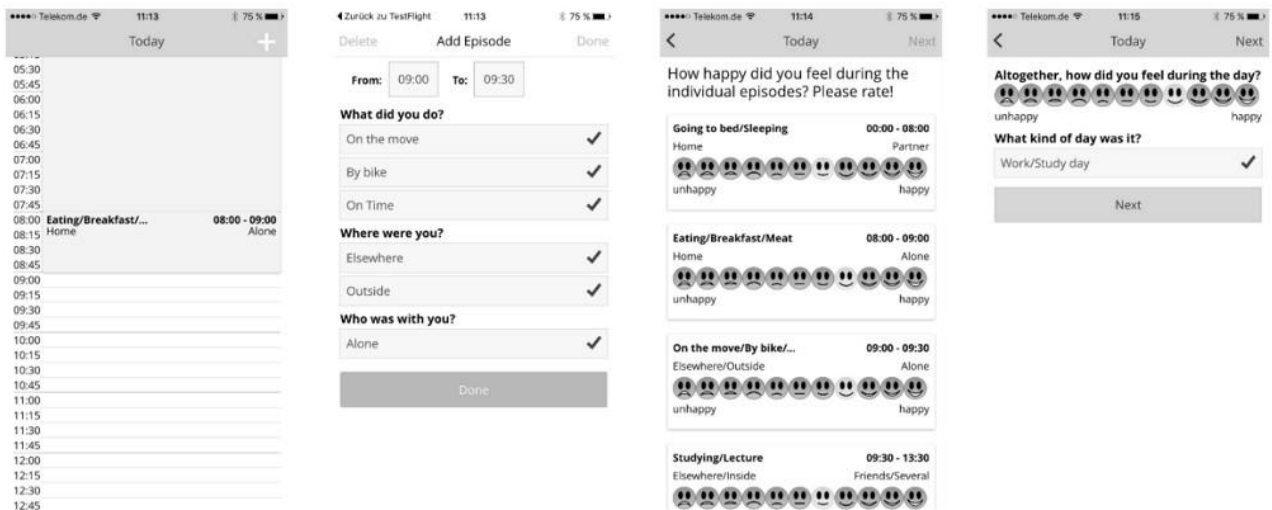 Telekom.de 11:13 75 %
Today
05:30
05:45
06:00
06:15
06:30
06:45
07:00
07:15
07:30
07:45
08:00 Eating/Breakfast/... 08:00 - 09:00
08:15 Home Alone
08:30
08:45
09:00
09:15
09:30
09:45
10:00
10:15
10:30
10:45
11:00
11:15
11:30
11:45
12:00
12:15
12:30
12:45
Zurück zu TestFlight 11:13 75 %
Delete Add Episode Done
From: 09:00 To: 09:30
What did you do?
On the move
By bike
On Time
Where were you?
Elsewhere
Outside
Who was with you?
Alone
Done
Telekom.de 11:14 75 %
Today Next
How happy did you feel during the
individual episodes? Please rate!
Going to bed/Sleeping 00:00 - 08:00
Home Partner
unhappy happy
Eating/Breakfast/Meat 08:00 - 09:00
Home Alone
unhappy happy
On the move/By bike/... 09:00 - 09:30
Elsewhere/Outside Alone
unhappy happy
Studying/Lecture 09:30 - 13:30
Elsewhere/Inside Friends/Several
Telekom.de 11:15 75 %
Today Next
Altogether, how did you feel during the day?
unhappy happy
What kind of day was it?
Work/Study day
Next